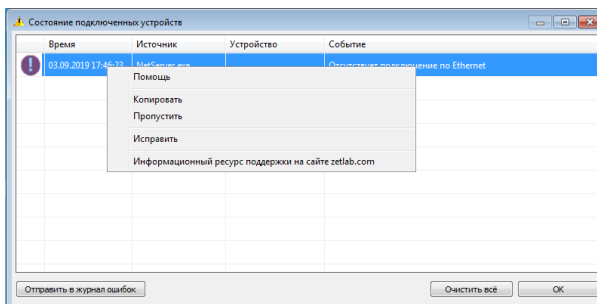 Состояние подключенных устройств
Время Источник Устройство Событие
03.09.2019 17:46:23 NetServer.exe Отсутствует подключение по Ethernet
Помощь
Копировать
Пропустить
Исправить
Информационный ресурс поддержки на сайте zetlab.com
Отправить в журнал ошибок Очистить всё OK